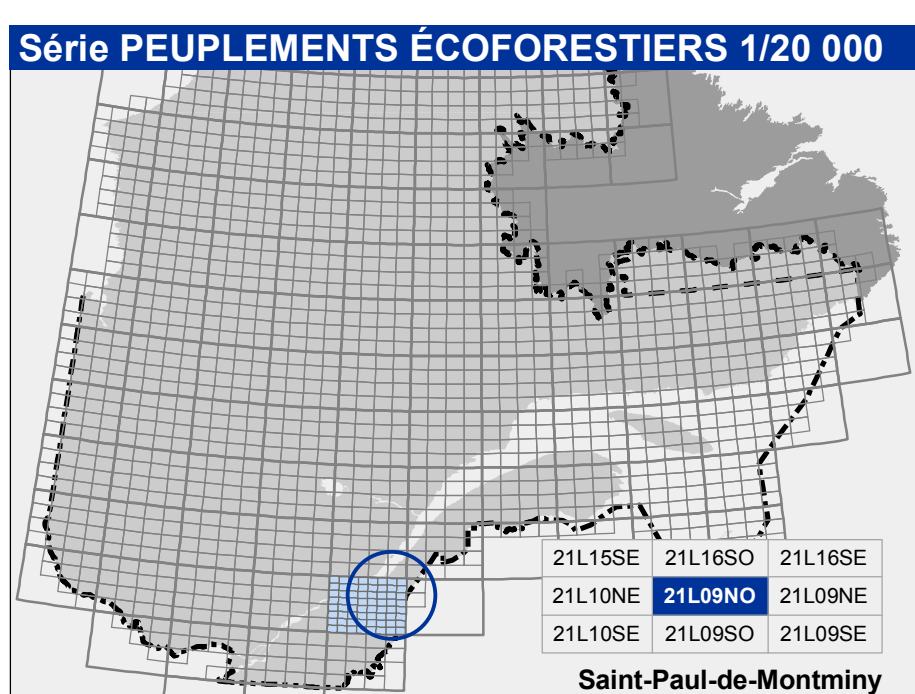 Série PEUPLEMENTS ÉCOFORESTIERS 1/20 000
21L15SE 21L16SO 21L16SE
21L10NE 21L09NO 21L09NE
21L10SE 21L09SO 21L09SE
Saint-Paul-de-Montminy